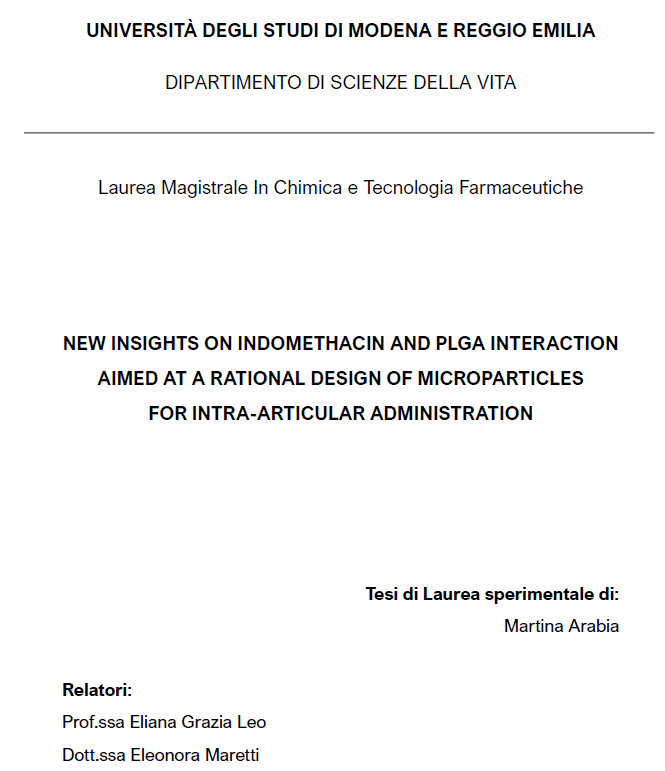 UNIVERSITÀ DEGLI STUDI DI MODENA E REGGIO EMILIA
DIPARTIMENTO DI SCIENZE DELLA VITA
Laurea Magistrale In Chimica e Tecnologia Farmaceutiche
NEW INSIGHTS ON INDOMETHACIN AND PLGA INTERACTION
AIMED AT A RATIONAL DESIGN OF MICROPARTICLES
FOR INTRA-ARTICULAR ADMINISTRATION
Tesi di Laurea sperimentale di:
Martina Arabia
Relatori:
Prof.ssa Eliana Grazia Leo
Dott.ssa Eleonora Maretti